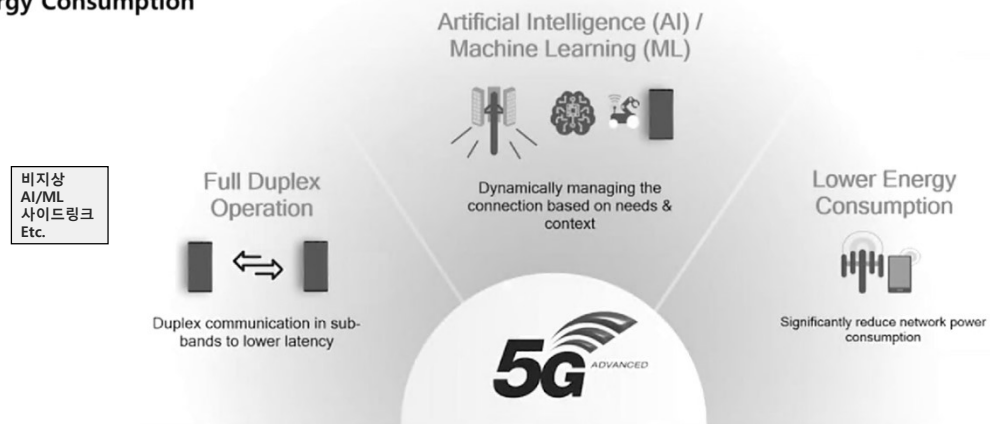 Energy Consumption
Artificial Intelligence (AI) /
Machine Learning (ML)
비지상
AI/ML
사이드링크
Etc.
Full Duplex
Operation
Dynamically managing the
connection based on needs &
context
Lower Energy
Consumption
Duplex communication in sub-
bands to lower latency
Significantly reduce network power
consumption
5G
ADVANCED